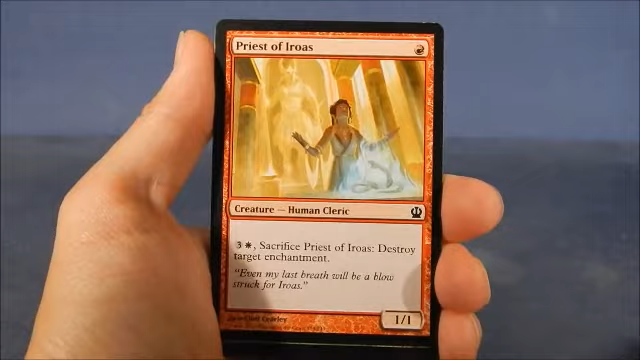 Priest of Iroas
Creature — Human Cleric
3 , Sacrifice Priest of Iroas: Destroy
target enchantment.
"Even my last breath will be a blow
struck for Iroas."
1/1